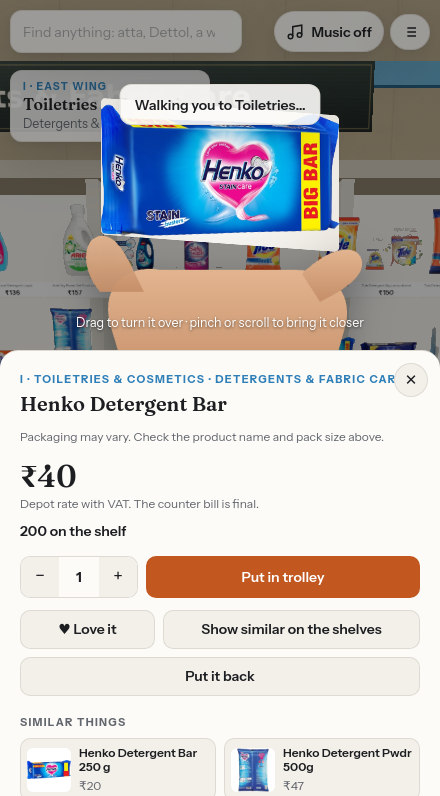 Find anything: atta, Dettol, a w
Music off
I · EAST WING
Toiletries
Detergents &
Walking you to Toiletries...
Henko
Henko
STAIN care
STAIN
BIG BAR
₹136
₹157
₹150
Drag to turn it over · pinch or scroll to bring it closer
I · TOILETRIES & COSMETICS · DETERGENTS & FABRIC CAR
Henko Detergent Bar
Packaging may vary. Check the product name and pack size above.
₹40
Depot rate with VAT. The counter bill is final.
200 on the shelf
− 1 +
Put in trolley
♥ Love it
Show similar on the shelves
Put it back
SIMILAR THINGS
Henko Detergent Bar
250 g
₹20
Henko Detergent Pwdr
500g
₹47